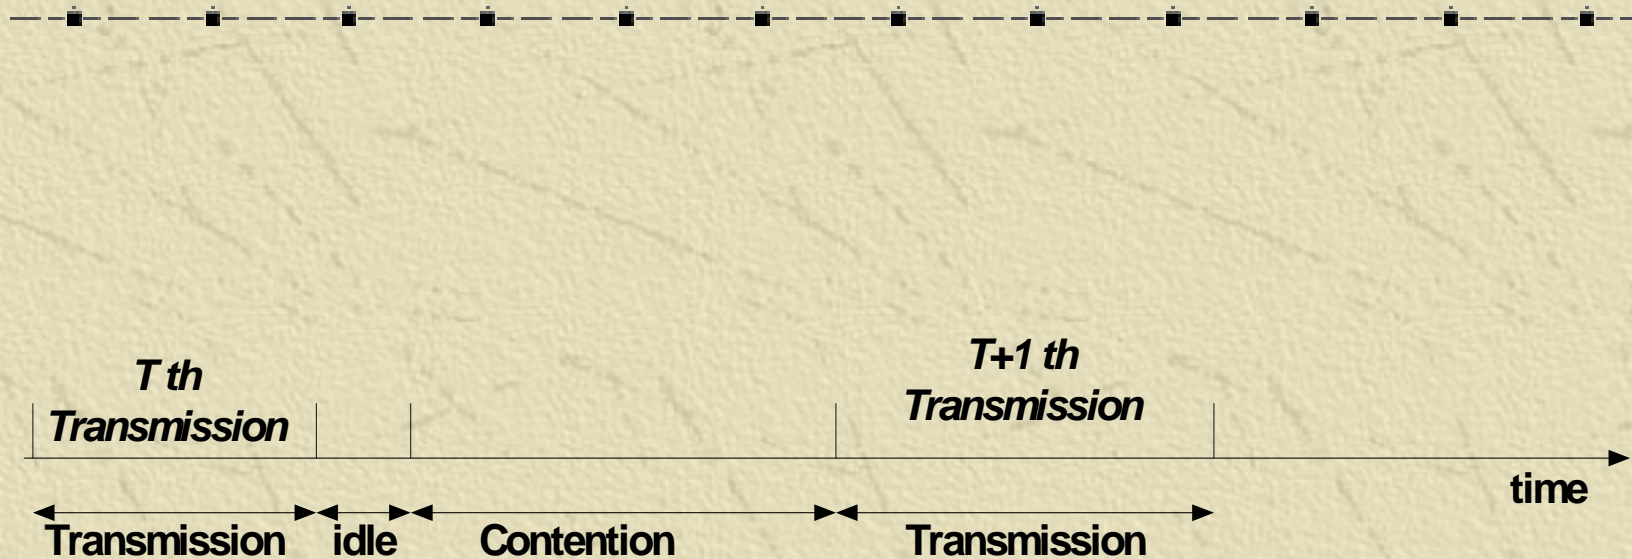 T th
Transmission
T+1 th
Transmission
time
Transmission
idle
Contention
Transmission